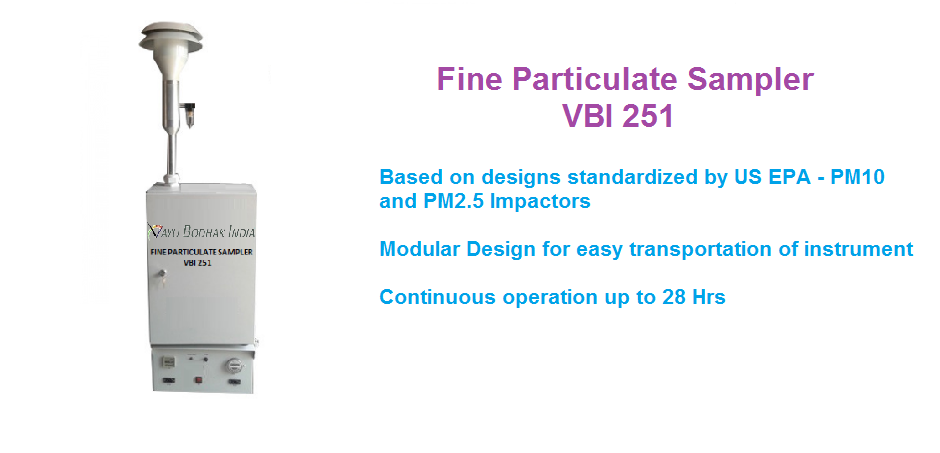 Fine Particulate Sampler
VBI 251
Based on designs standardized by US EPA - PM10
and PM2.5 Impactors
Modular Design for easy transportation of instrument
Continuous operation up to 28 Hrs
VAYU BODHAN INDIA
FINE PARTICULATE SAMPLER
VBI 251